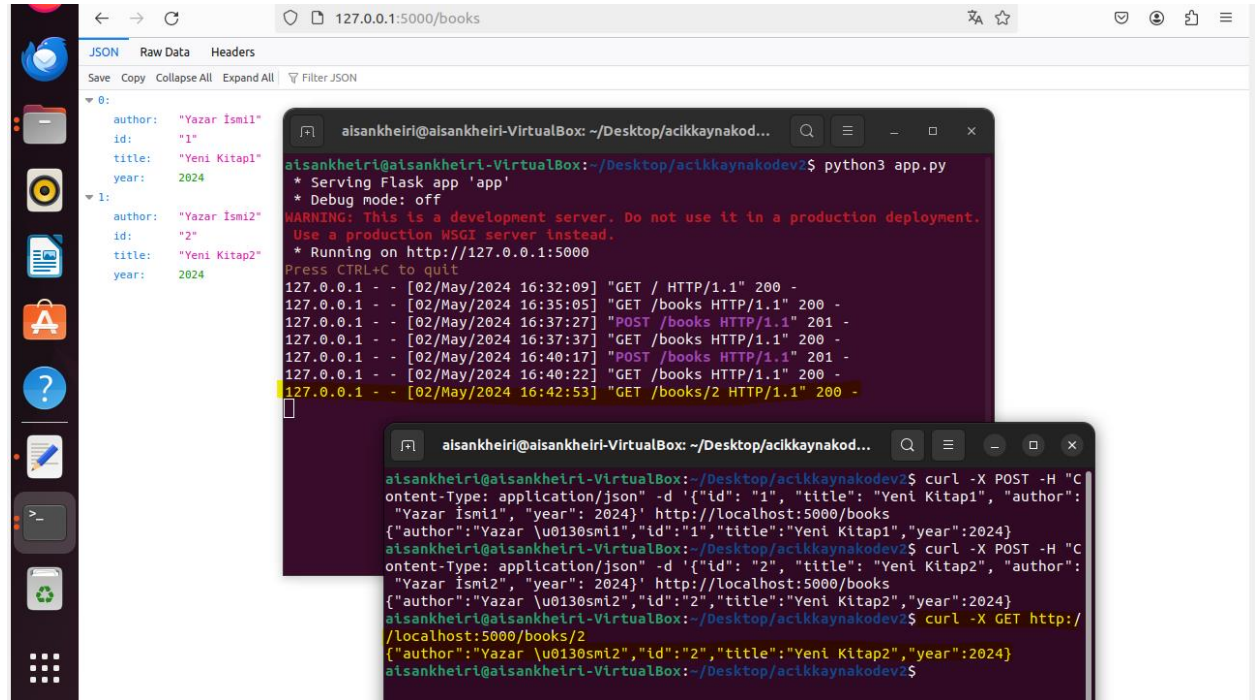 127.0.0.1:5000/books
JSON Raw Data Headers
Save Copy Collapse All Expand All Filter JSON
0:
author: "Yazar İsmi1"
id: "1"
title: "Yeni Kitap1"
year: 2024
1:
author: "Yazar İsmi2"
id: "2"
title: "Yeni Kitap2"
year: 2024
aisankheiri@aisankheiri-VirtualBox: ~/Desktop/acikkaynakod...
aisankheiri@aisankheiri-VirtualBox:~/Desktop/acikkaynakodev2$ python3 app.py
* Serving Flask app 'app'
* Debug mode: off
WARNING: This is a development server. Do not use it in a production deployment.
Use a production WSGI server instead.
* Running on http://127.0.0.1:5000
Press CTRL+C to quit
127.0.0.1 - - [02/May/2024 16:32:09] "GET / HTTP/1.1" 200 -
127.0.0.1 - - [02/May/2024 16:35:05] "GET /books HTTP/1.1" 200 -
127.0.0.1 - - [02/May/2024 16:37:27] "POST /books HTTP/1.1" 201 -
127.0.0.1 - - [02/May/2024 16:37:37] "GET /books HTTP/1.1" 200 -
127.0.0.1 - - [02/May/2024 16:40:17] "POST /books HTTP/1.1" 201 -
127.0.0.1 - - [02/May/2024 16:40:22] "GET /books HTTP/1.1" 200 -
127.0.0.1 - - [02/May/2024 16:42:53] "GET /books/2 HTTP/1.1" 200 -
aisankheiri@aisankheiri-VirtualBox: ~/Desktop/acikkaynakod...
aisankheiri@aisankheiri-VirtualBox:~/Desktop/acikkaynakodev2$ curl -X POST -H "C
ontent-Type: application/json" -d '{"id": "1", "title": "Yeni Kitap1", "author":
"Yazar İsmi1", "year": 2024}' http://localhost:5000/books
{"author":"Yazar \u0130smi1","id":"1","title":"Yeni Kitap1","year":2024}
aisankheiri@aisankheiri-VirtualBox:~/Desktop/acikkaynakodev2$ curl -X POST -H "C
ontent-Type: application/json" -d '{"id": "2", "title": "Yeni Kitap2", "author":
"Yazar İsmi2", "year": 2024}' http://localhost:5000/books
{"author":"Yazar \u0130smi2","id":"2","title":"Yeni Kitap2","year":2024}
aisankheiri@aisankheiri-VirtualBox:~/Desktop/acikkaynakodev2$ curl -X GET http:/
/localhost:5000/books/2
{"author":"Yazar \u0130smi2","id":"2","title":"Yeni Kitap2","year":2024}
aisankheiri@aisankheiri-VirtualBox:~/Desktop/acikkaynakodev2$